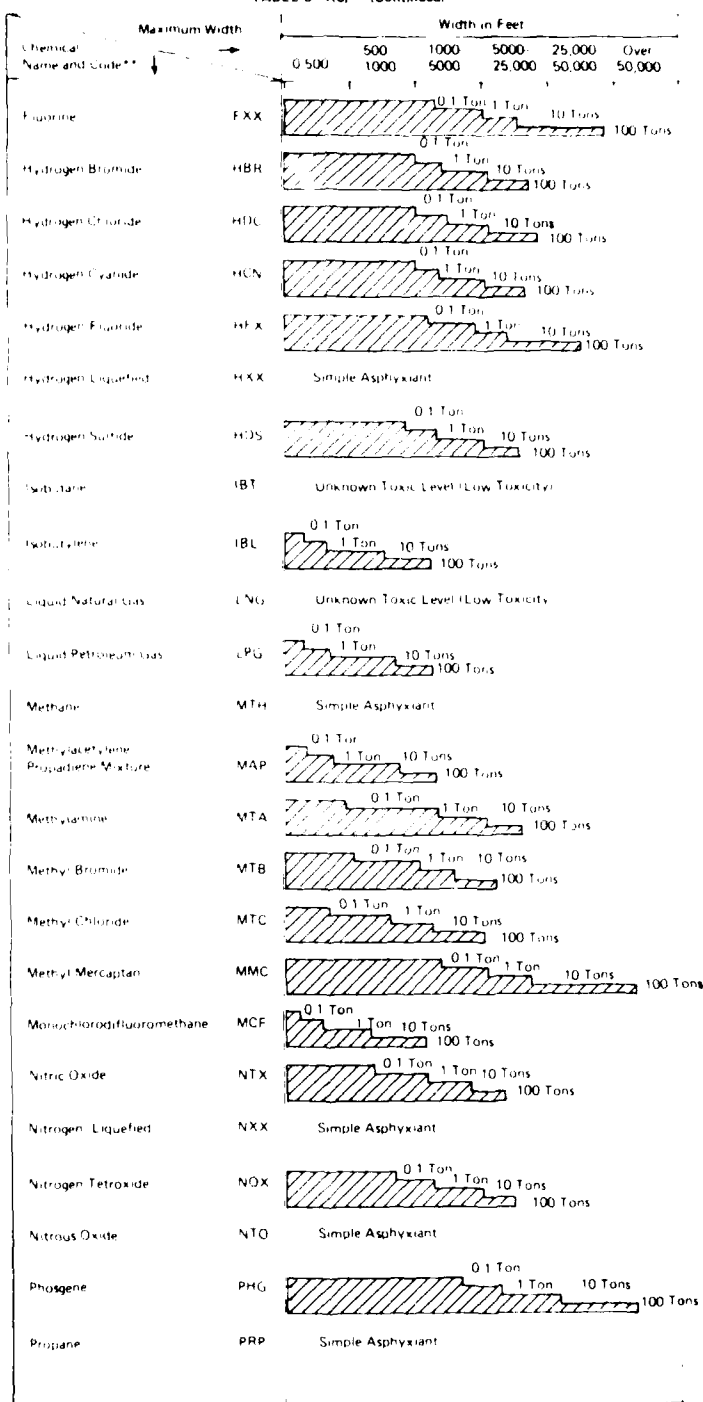 (Continued)
Maximum Width
Width in Feet
Chemical
Name and Code**
0 500
500 1000
1000 5000
5000- 25,000
25,000 50,000
Over 50,000
Fluorine FXX
0 1 Ton 1 Ton 10 Tons 100 Tons
Hydrogen Bromide HBR
0 1 Ton 1 Ton 10 Tons 100 Tons
Hydrogen Chloride HDC
0 1 Ton 1 Ton 10 Tons 100 Tons
Hydrogen Cyanide HCN
0 1 Ton 1 Ton 10 Tons 100 Tons
Hydrogen Fluoride HFX
0 1 Ton 1 Ton 10 Tons 100 Tons
Hydrogen Liquefied HXX Simple Asphyxiant
Hydrogen Sulfide HDS
0 1 Ton 1 Ton 10 Tons 100 Tons
Isobutane IBT Unknown Toxic Level (Low Toxicity)
Isobutylene IBL
0 1 Ton 1 Ton 10 Tons 100 Tons
Liquid Natural Gas LNG Unknown Toxic Level (Low Toxicity
Liquid Petroleum Gas LPG
0 1 Ton 1 Ton 10 Tons 100 Tons
Methane MTH Simple Asphyxiant
Methylacetylene
Propadiene Mixture MAP
0 1 Ton 1 Ton 10 Tons 100 Tons
Methylamine MTA
0 1 Ton 1 Ton 10 Tons 100 Tons
Methyl Bromide MTB
0 1 Ton 1 Ton 10 Tons 100 Tons
Methyl Chloride MTC
0 1 Ton 1 Ton 10 Tons 100 Tons
Methyl Mercaptan MMC
0 1 Ton 1 Ton 10 Tons 100 Tons
Monochlorodifluoromethane MCF
0 1 Ton 1 Ton 10 Tons 100 Tons
Nitric Oxide NTX
0 1 Ton 1 Ton 10 Tons 100 Tons
Nitrogen Liquefied NXX Simple Asphyxiant
Nitrogen Tetroxide NOX
0 1 Ton 1 Ton 10 Tons 100 Tons
Nitrous Oxide NTO Simple Asphyxiant
Phosgene PHG
0 1 Ton 1 Ton 10 Tons 100 Tons
Propane PRP Simple Asphyxiant